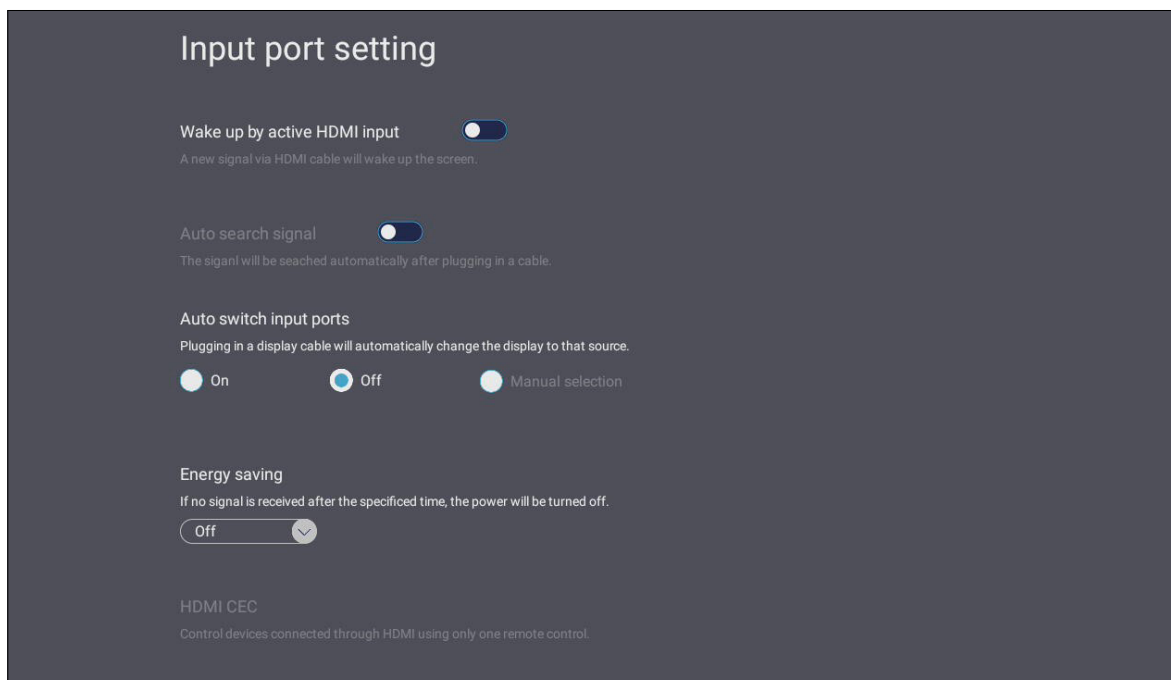 Input port setting
Wake up by active HDMI input
A new signal via HDMI cable will wake up the screen.
Auto search signal
The siganl will be seached automatically after plugging in a cable.
Auto switch input ports
Plugging in a display cable will automatically change the display to that source.
On Off Manual selection
Energy saving
If no signal is received after the specificed time, the power will be turned off.
Off
HDMI CEC
Control devices connected through HDMI using only one remote control.